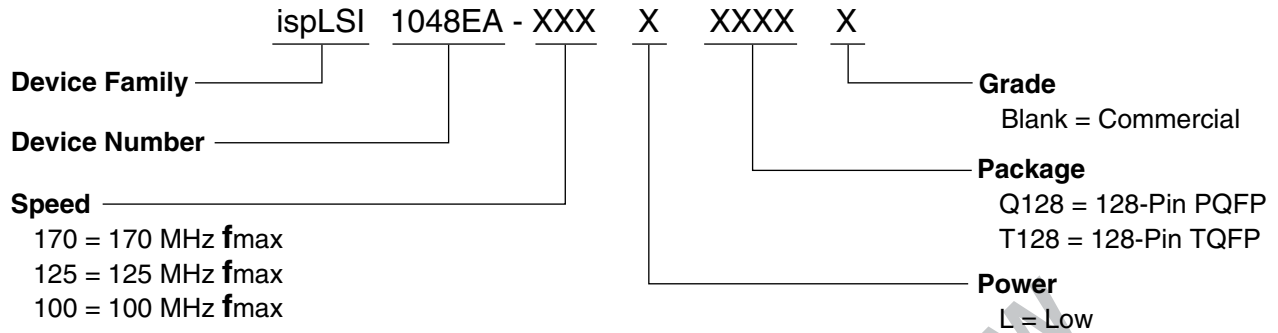 ispLSI 1048EA - XXX X XXXX X
Device Family
Device Number
Speed
170 = 170 MHz fmax
125 = 125 MHz fmax
100 = 100 MHz fmax
Grade
Blank = Commercial
Package
Q128 = 128-Pin PQFP
T128 = 128-Pin TQFP
Power
L = Low